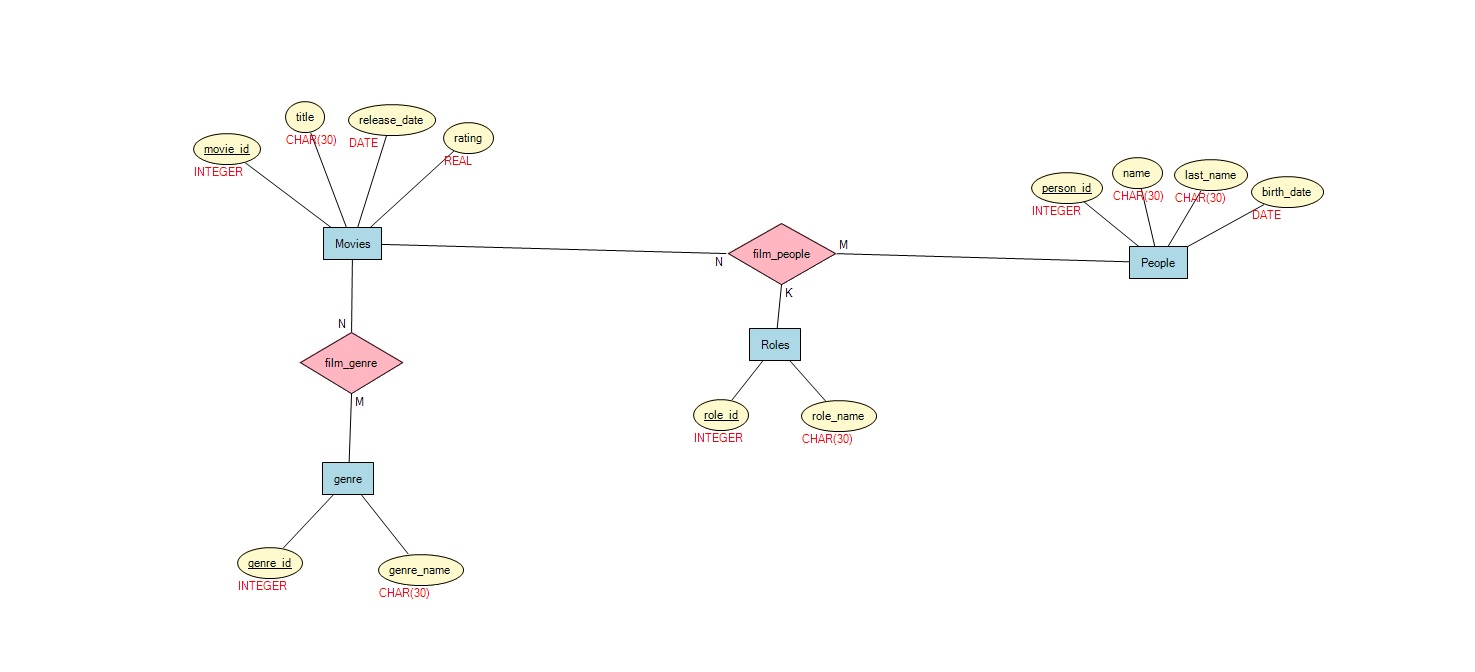 title
release_date
rating
movie_id
CHAR(30)
DATE
REAL
INTEGER
name
last_name
person_id
birth_date
CHAR(30)
CHAR(30)
INTEGER
DATE
Movies
N
film_people
M
People
K
Roles
N
film_genre
M
role_id
role_name
INTEGER
CHAR(30)
genre
genre_id
genre_name
INTEGER
CHAR(30)